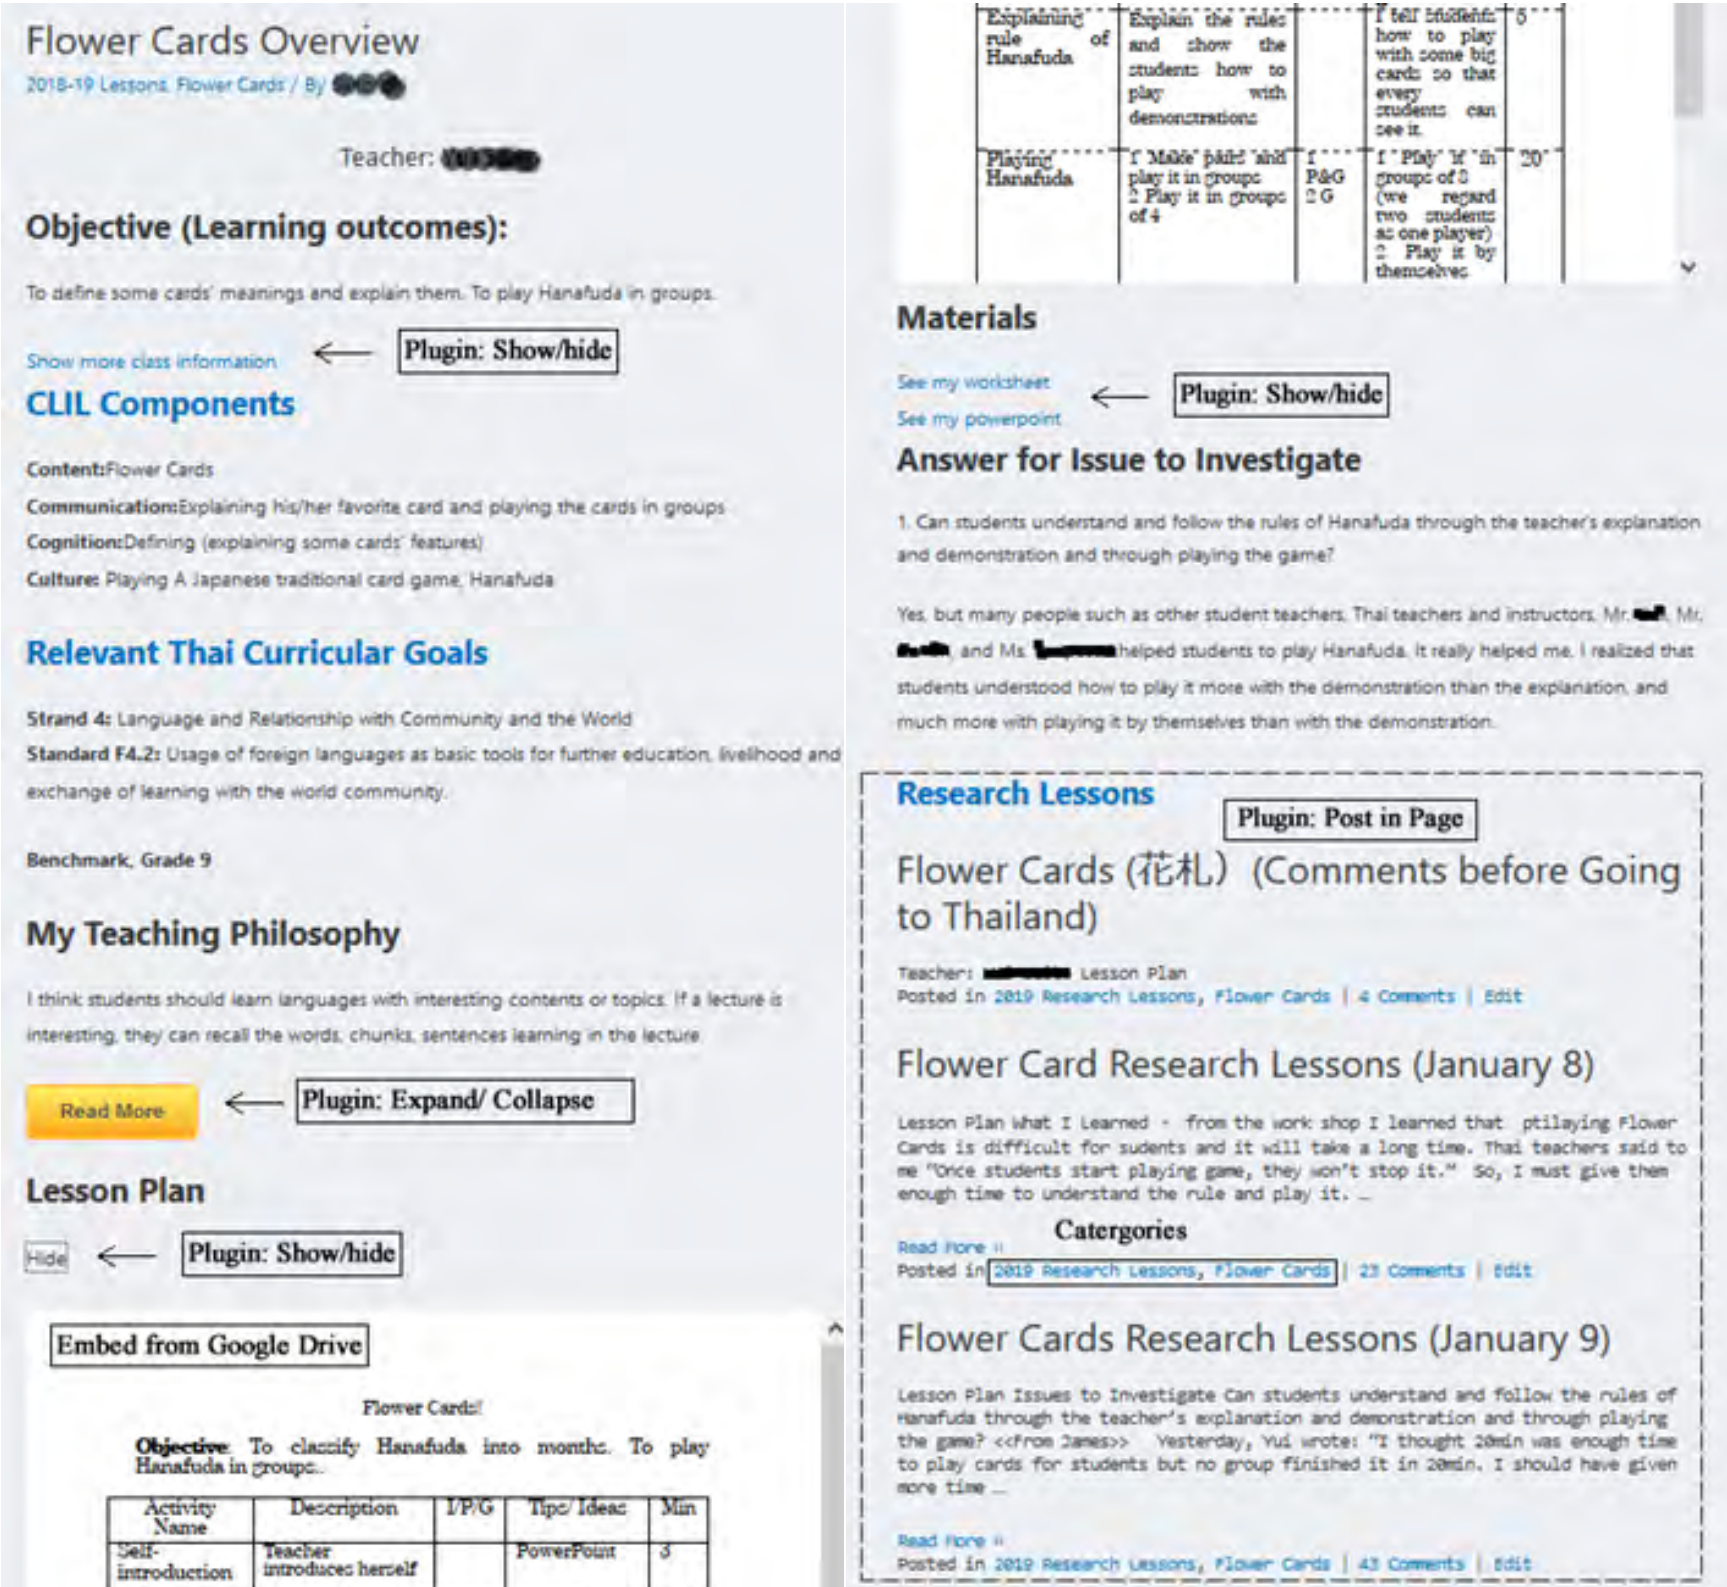 Flower Cards Overview
2018-19 Lessons, Flower Cards / By
Teacher:
Objective (Learning outcomes):
To define some cards' meanings and explain them. To play Hanafuda in groups.
Show more class information
Plugin: Show/hide
CLIL Components
Content:Flower Cards
Communication:Explaining his/her favorite card and playing the cards in groups
Cognition:Defining (explaining some cards' features)
Culture: Playing A Japanese traditional card game, Hanafuda
Relevant Thai Curricular Goals
Strand 4: Language and Relationship with Community and the World
Standard F4.2: Usage of foreign languages as basic tools for further education, livelihood and
exchange of learning with the world community.
Benchmark, Grade 9
My Teaching Philosophy
I think students should learn languages with interesting contents or topics. If a lecture is
interesting, they can recall the words, chunks, sentences learning in the lecture
Read More
Plugin: Expand/ Collapse
Lesson Plan
Hide
Plugin: Show/hide
Embed from Google Drive
Flower Cards!
Objective: To classify Hanafuda into months. To play
Hanafuda in groups..
Activity Name
Description
I/P/G
Tips/ Ideas
Min
Self-
introduction
Teacher
introduces herself
PowerPoint
3
Explaining
rule of
Hanafuda
Explain the rules
and show the
students how to
play with
demonstrations
I tell students
how to play
with some big
cards so that
every
students can
see it.
5
Playing
Hanafuda
1 Make pairs and
play it in groups
2 Play it in groups
of 4
1
P&G
2 G
1 Play it in
groups of 3
(we regard
two students
as one player)
2 Play it by
themselves
20
Materials
See my worksheet
See my powerpoint
Plugin: Show/hide
Answer for Issue to Investigate
1. Can students understand and follow the rules of Hanafuda through the teacher's explanation
and demonstration and through playing the game?
Yes, but many people such as other student teachers, Thai teachers and instructors, Mr. , Mr.
, and Ms. helped students to play Hanafuda. It really helped me. I realized that
students understood how to play it more with the demonstration than the explanation, and
much more with playing it by themselves than with the demonstration.
Research Lessons
Plugin: Post in Page
Flower Cards (花札）(Comments before Going
to Thailand)
Teacher: Lesson Plan
Posted in 2019 Research Lessons, Flower Cards | 4 Comments | Edit
Flower Card Research Lessons (January 8)
Lesson Plan What I Learned - from the work shop I learned that ptilaying Flower
Cards is difficult for sudents and it will take a long time. Thai teachers said to
me "Once students start playing game, they won't stop it." So, I must give them
enough time to understand the rule and play it. …
Catergories
Read More »
Posted in 2019 Research Lessons, Flower Cards | 23 Comments | Edit
Flower Cards Research Lessons (January 9)
Lesson Plan Issues to Investigate Can students understand and follow the rules of
Hanafuda through the teacher's explanation and demonstration and through playing
the game? <<From James>> Yesterday, Yui wrote: "I thought 20min was enough time
to play cards for students but no group finished it in 20min. I should have given
more time …
Read More »
Posted in 2019 Research Lessons, Flower Cards | 43 Comments | Edit